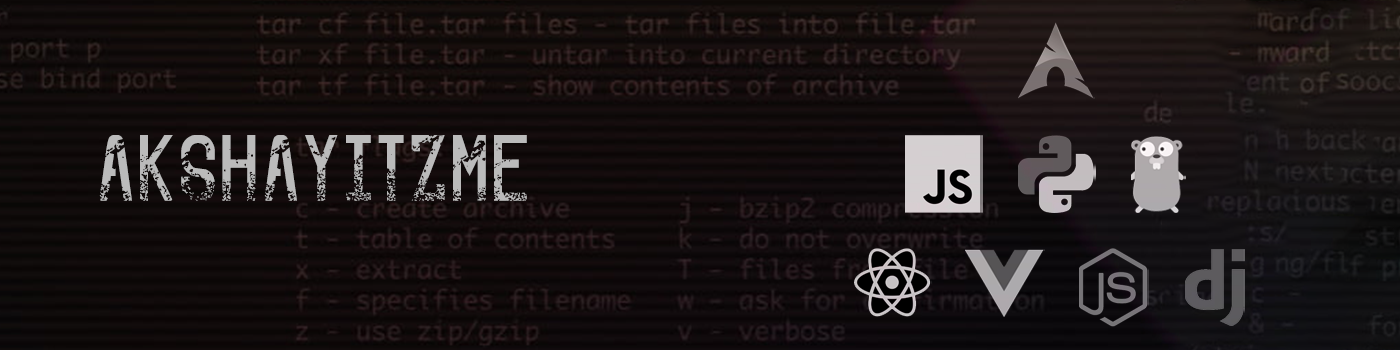 tar cf file.tar files - tar files into file.tar
port p
tar xf file.tar - untar into current directory
se bind port
tar tf file.tar - show contents of archive
de
AKSHAYITZME
JS
c - create archive
j - bzip2 compression
t - table of contents
k - do not overwrite
x - extract
T - files from file
f - specifies filename
w - ask for confirmation
z - use zip/gzip
v - verbose
JS
dj